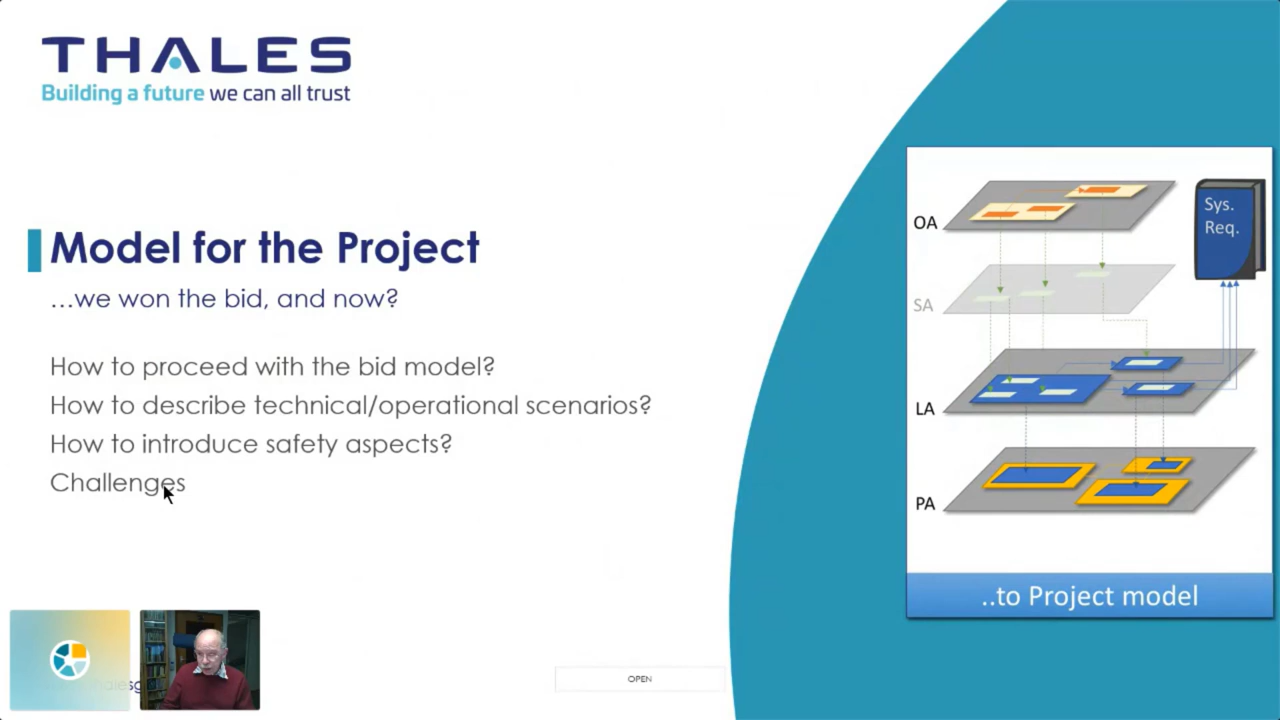 THALES
Building a future we can all trust
Model for the Project
…we won the bid, and now?
How to proceed with the bid model?
How to describe technical/operational scenarios?
How to introduce safety aspects?
Challenges
OA
SA
LA
PA
Sys.
Req.
..to Project model
OPEN